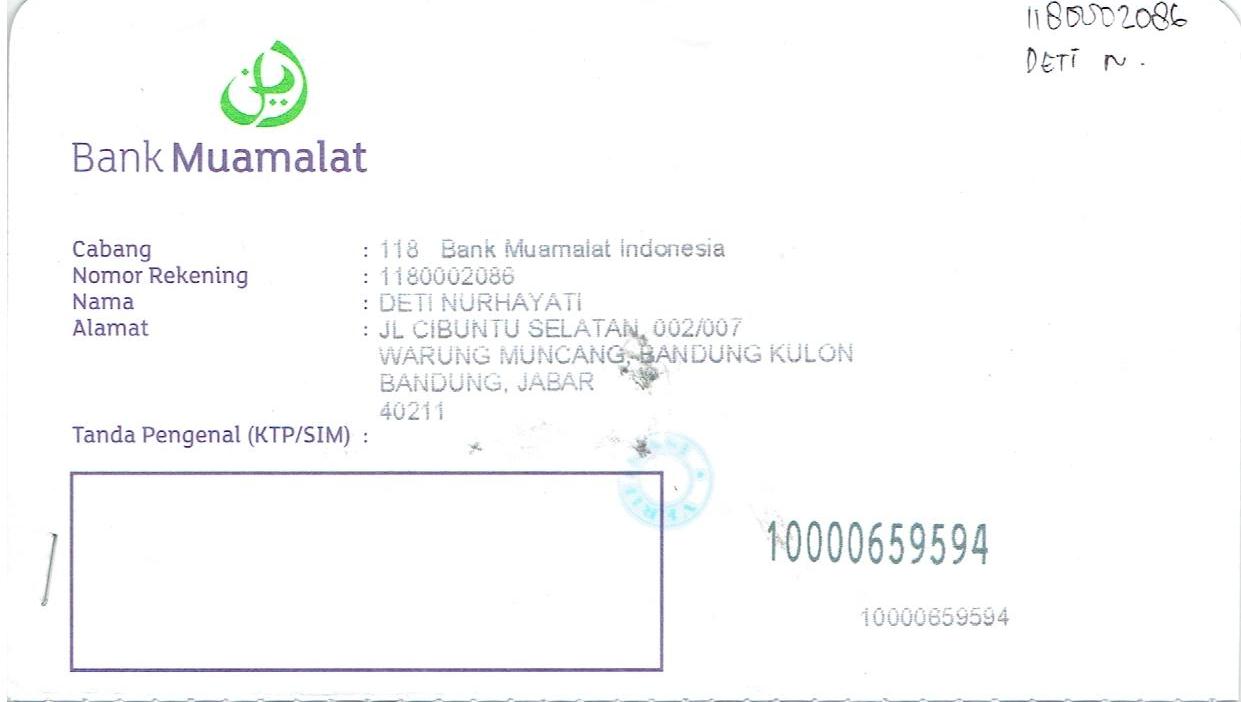 1180002086
DETI N.
Bank Muamalat
Cabang : 118 Bank Muamalat Indonesia
Nomor Rekening : 1180002086
Nama : DETI NURHAYATI
Alamat : JL CIBUNTU SELATAN, 002/007
WARUNG MUNCANG, BANDUNG KULON
BANDUNG, JABAR
40211
Tanda Pengenal (KTP/SIM) :
10000659594
10000659594